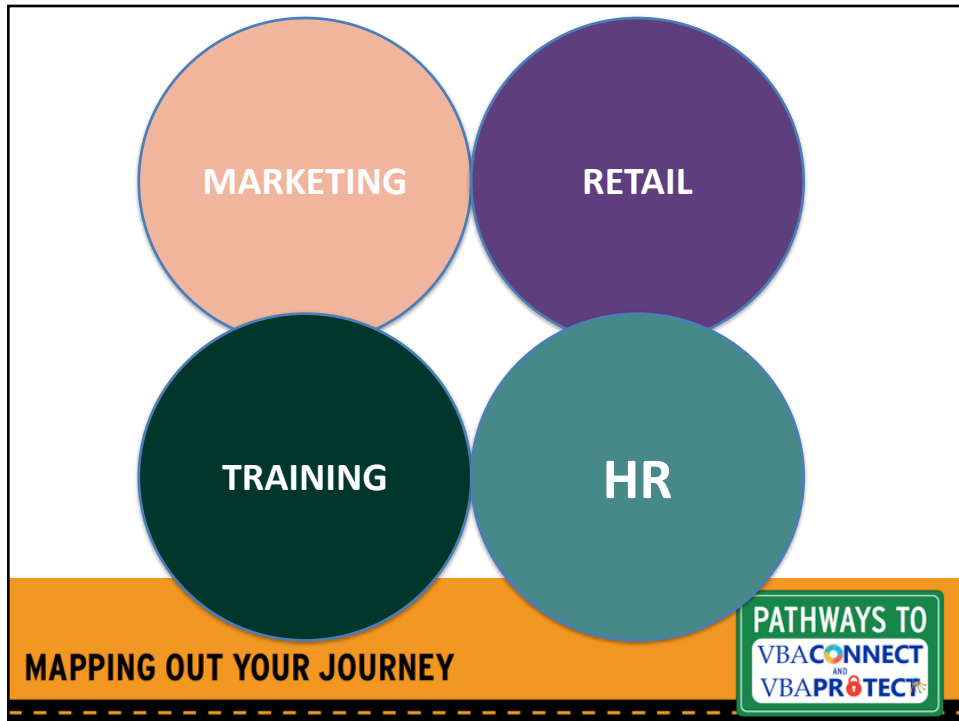 MARKETING
RETAIL
TRAINING
HR
MAPPING OUT YOUR JOURNEY
PATHWAYS TO
VBACONNECT
AND
VBAPROTECT